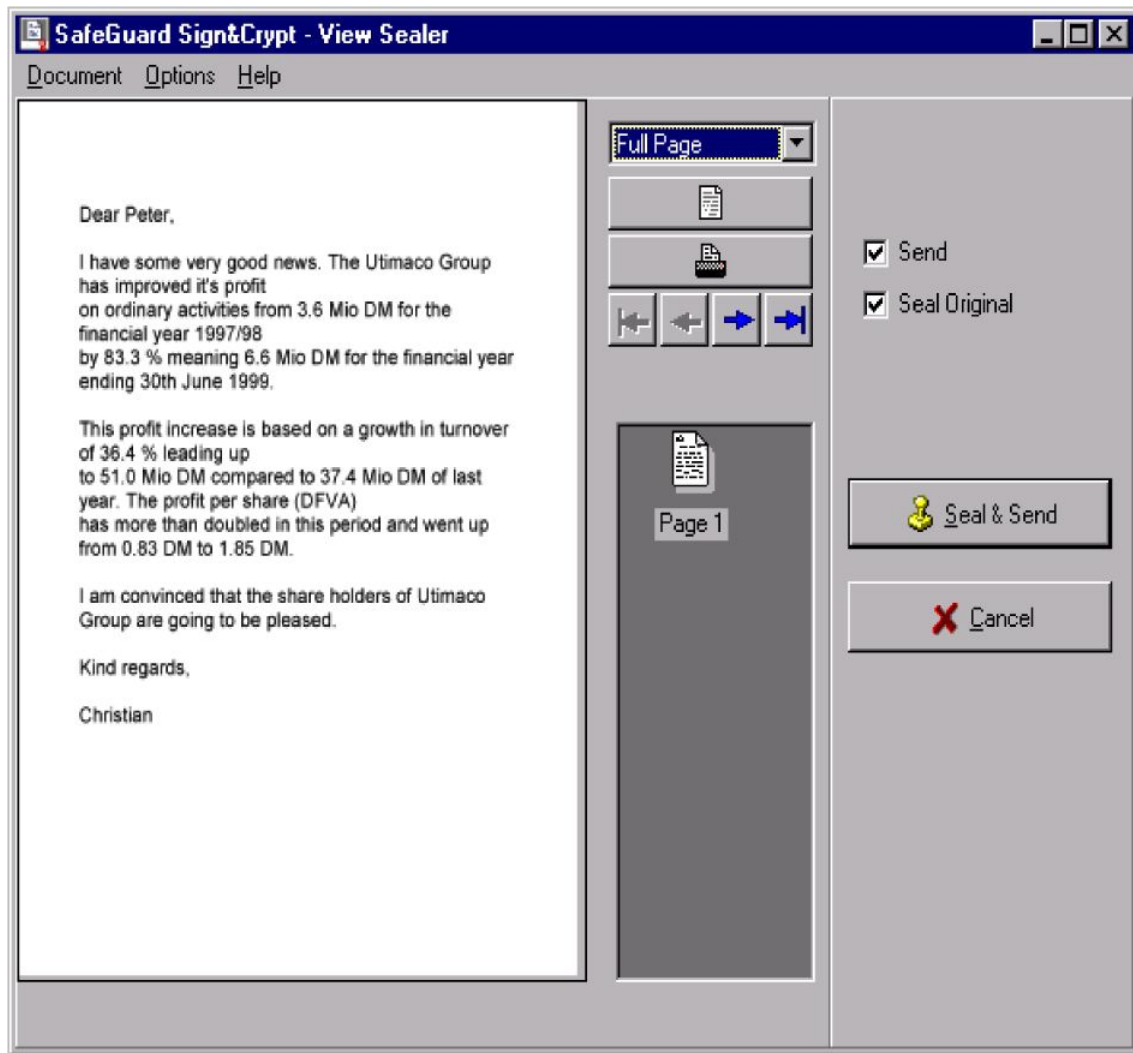 SafeGuard Sign&Crypt - View Sealer
Document Options Help
Dear Peter,
I have some very good news. The Utimaco Group
has improved it's profit
on ordinary activities from 3.6 Mio DM for the
financial year 1997/98
by 83.3 % meaning 6.6 Mio DM for the financial year
ending 30th June 1999.
This profit increase is based on a growth in turnover
of 36.4 % leading up
to 51.0 Mio DM compared to 37.4 Mio DM of last
year. The profit per share (DFVA)
has more than doubled in this period and went up
from 0.83 DM to 1.85 DM.
I am convinced that the share holders of Utimaco
Group are going to be pleased.
Kind regards,
Christian
Full Page
Page 1
Send
Seal Original
Seal & Send
Cancel